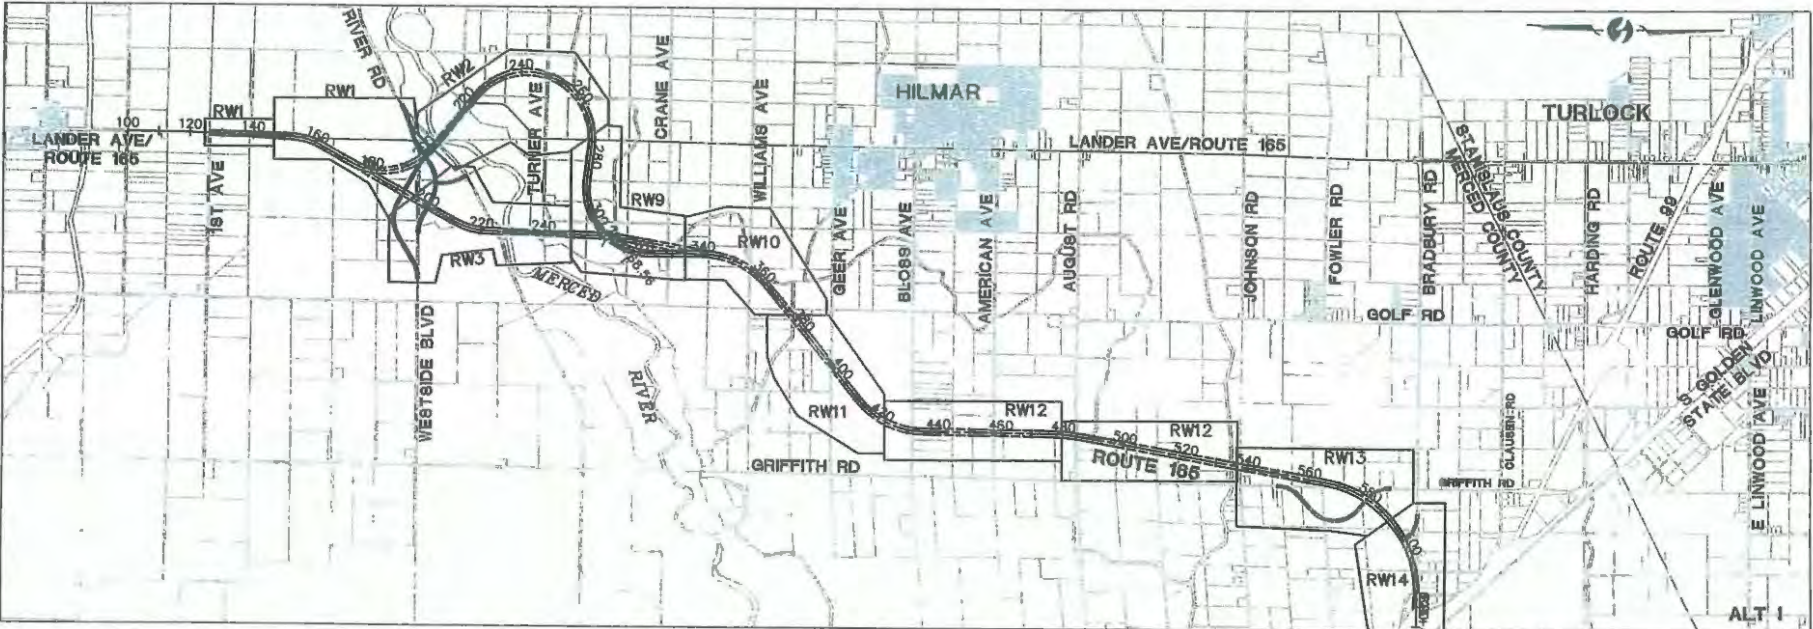 RIVER RD
CRANE AVE
WILLIAMS AVE
HILMAR
TURLOCK
RW1
RW1
RW2
240
220
260
TURNER AVE
100
120
140
160
LANDER AVE/
ROUTE 165
LANDER AVE/ROUTE 165
1ST AVE
280
300
220
240
RW3
RW9
340
RW10
360
380
400
GEER AVE
BLOSS AVE
AMERICAN AVE
AUGUST RD
JOHNSON RD
FOWLER RD
BRADBURY RD
STANISLAUS COUNTY
MERCED COUNTY
HARDING RD
ROUTE 99
GLENWOOD AVE
LINWOOD AVE
GOLF RD
GOLF RD
S GOLDEN
STATE BLVD
WESTSIDE BLVD
MERCED
RIVER
RW11
420
440
460
RW12
480
500
520
RW12
ROUTE 165
540
560
RW13
GRIFFITH RD
CLAUSEN RD
GRIFFITH RD
E LINWOOD AVE
RW14
ALT 1